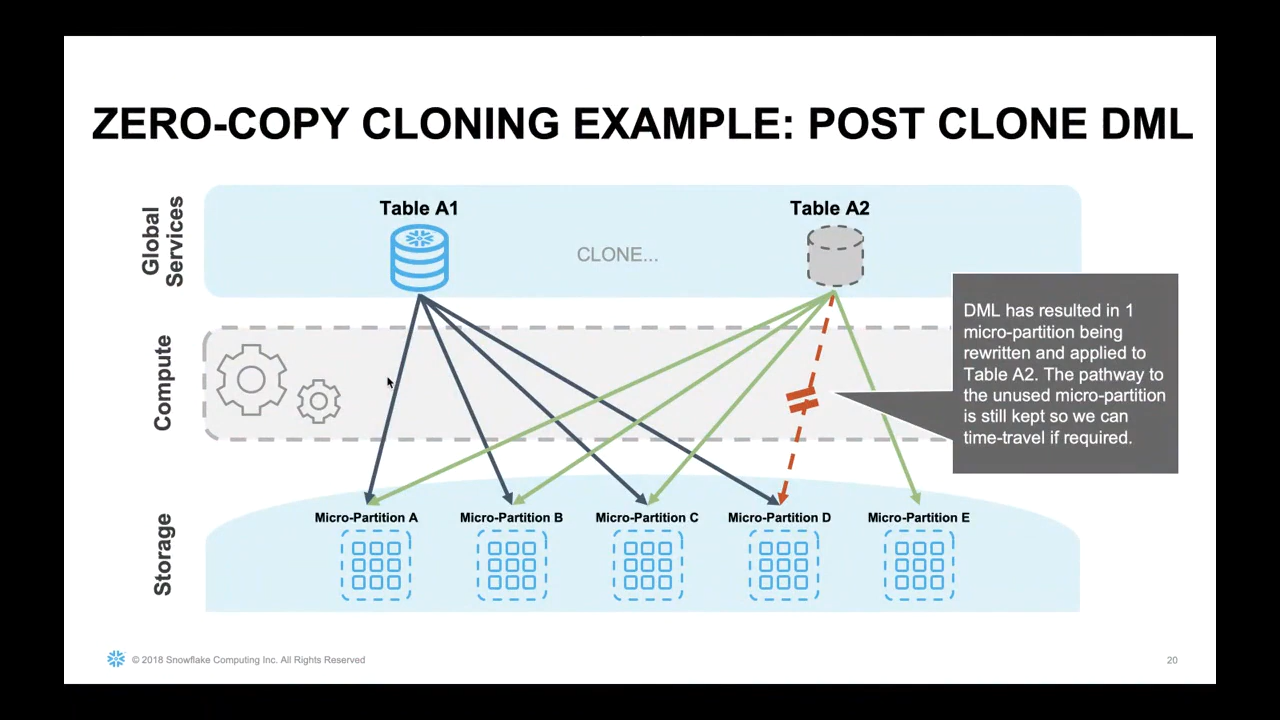 ZERO-COPY CLONING EXAMPLE: POST CLONE DML
Global
Services
Table A1
CLONE...
Table A2
Compute
DML has resulted in 1
micro-partition being
rewritten and applied to
Table A2. The pathway to
the unused micro-partition
is still kept so we can
time-travel if required.
Storage
Micro-Partition A
Micro-Partition B
Micro-Partition C
Micro-Partition D
Micro-Partition E
© 2018 Snowflake Computing Inc. All Rights Reserved
20